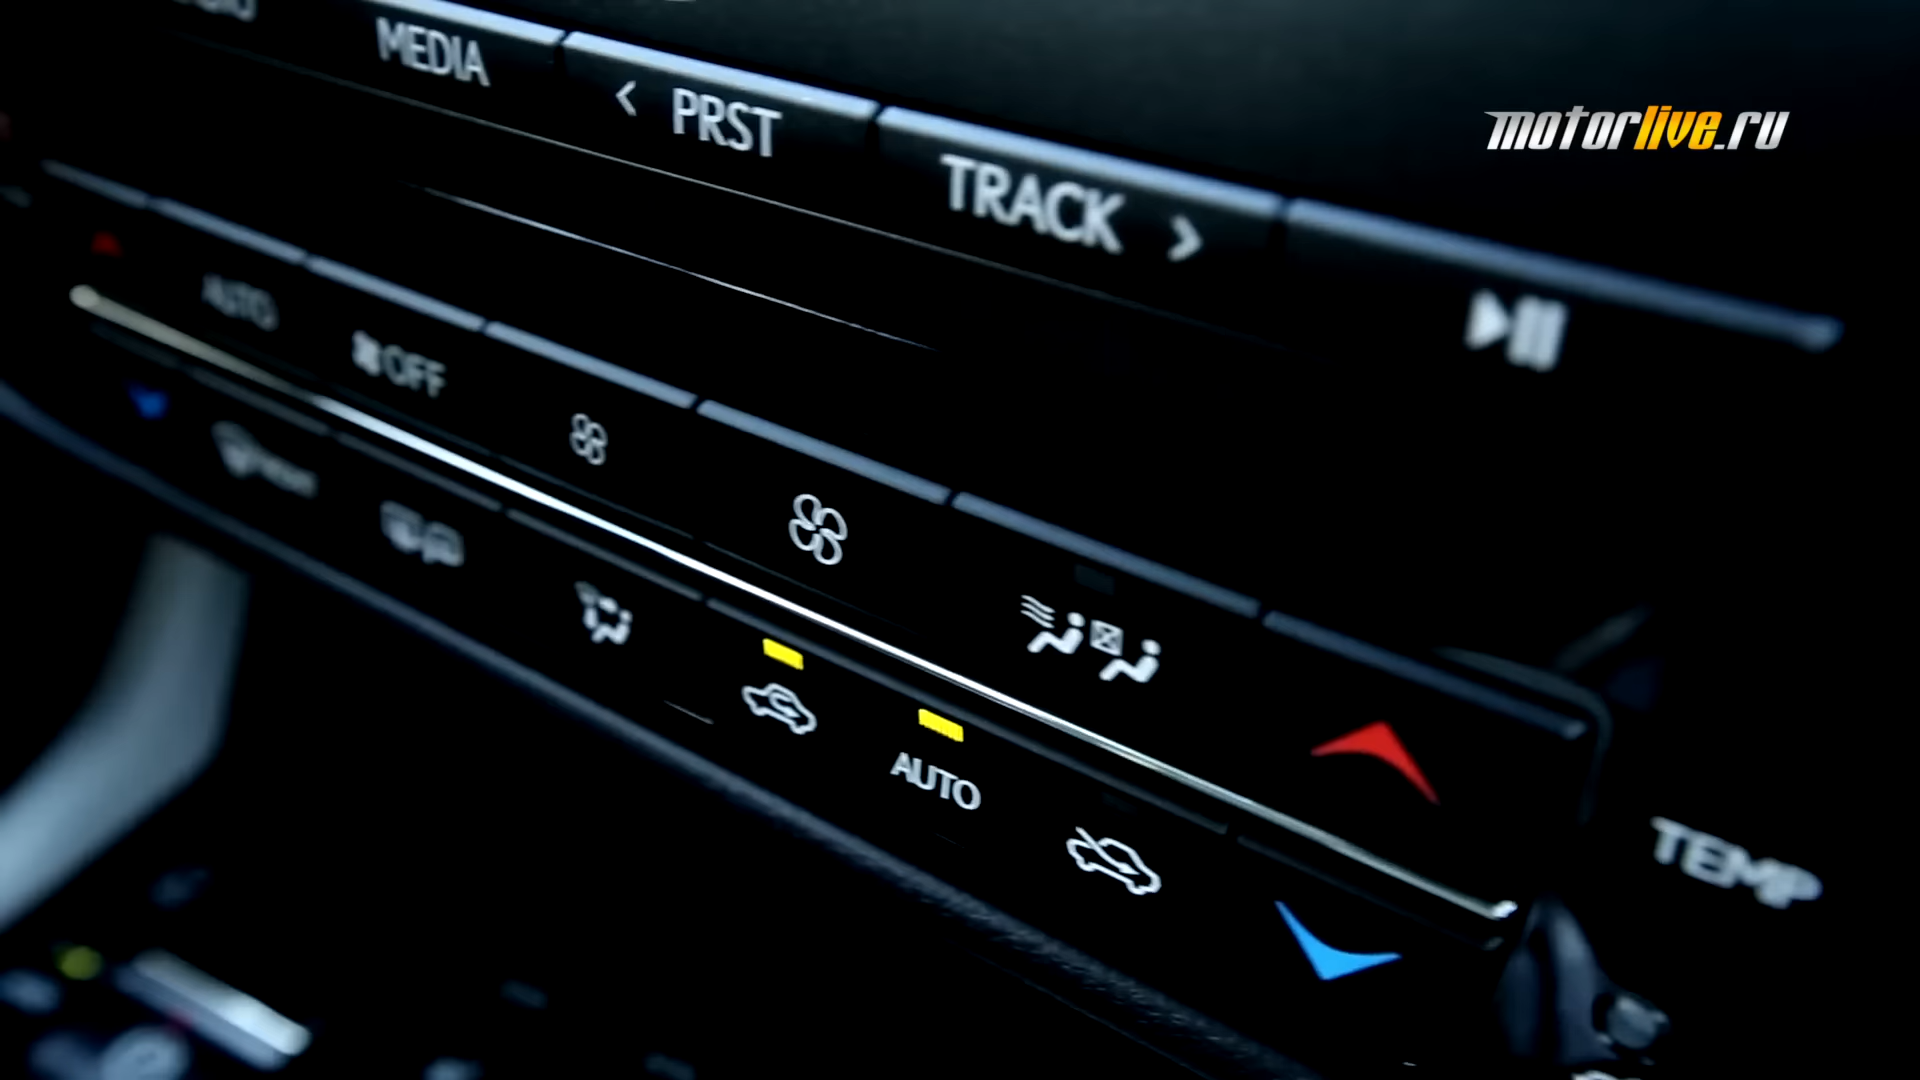 MEDIA
< PRST
TRACK >
motorlive.ru
AUTO
OFF
AUTO
TEMP